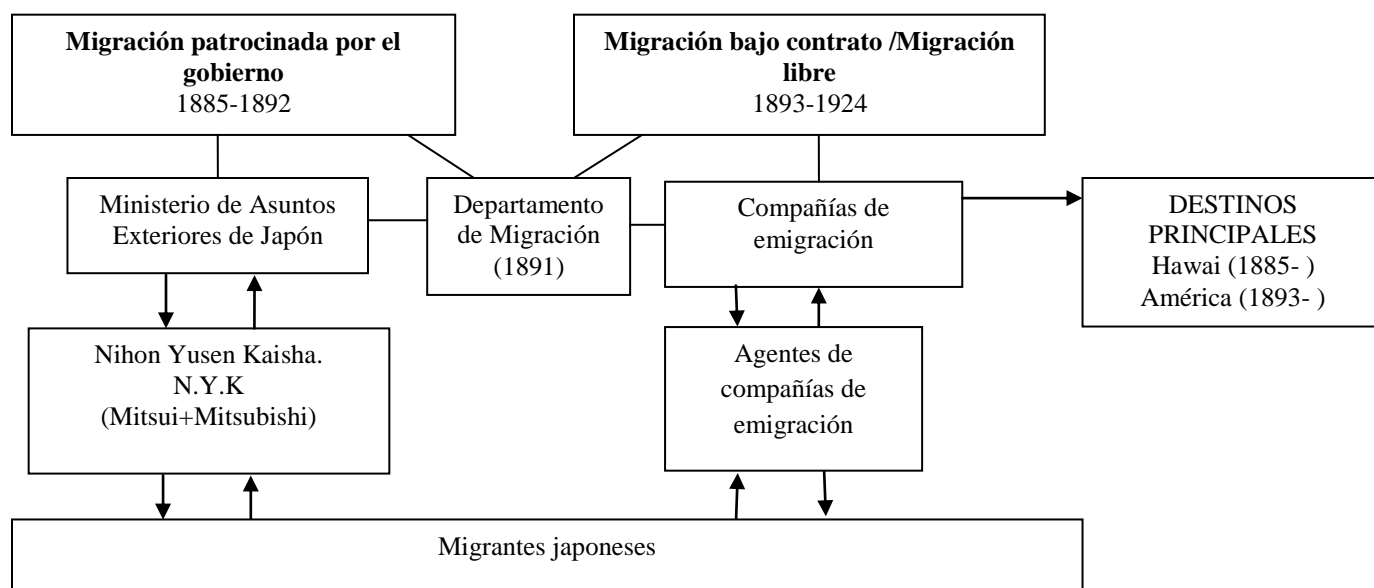 Migración patrocinada por el
gobierno
1885-1892
Migración bajo contrato /Migración
libre
1893-1924
Ministerio de Asuntos
Exteriores de Japón
Departamento
de Migración
(1891)
Compañías de
emigración
DESTINOS
PRINCIPALES
Hawai (1885- )
América (1893- )
Nihon Yusen Kaisha.
N.Y.K
(Mitsui+Mitsubishi)
Agentes de
compañías de
emigración
Migrantes japoneses